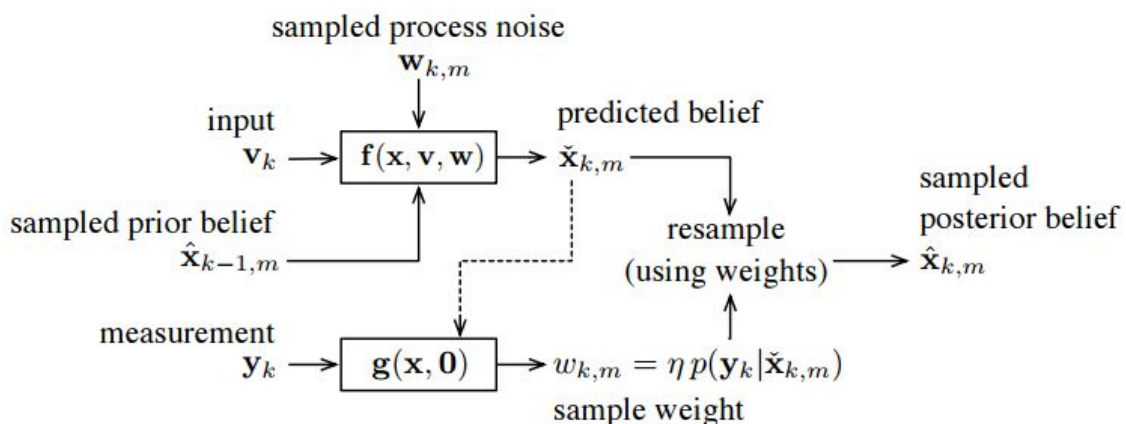 sampled process noise
w_{k,m}
input
v_k
f(x, v, w)
predicted belief
x̌_{k,m}
sampled prior belief
x̂_{k−1,m}
resample
(using weights)
sampled
posterior belief
x̂_{k,m}
measurement
y_k
g(x, 0)
w_{k,m} = η p(y_k|x̌_{k,m})
sample weight